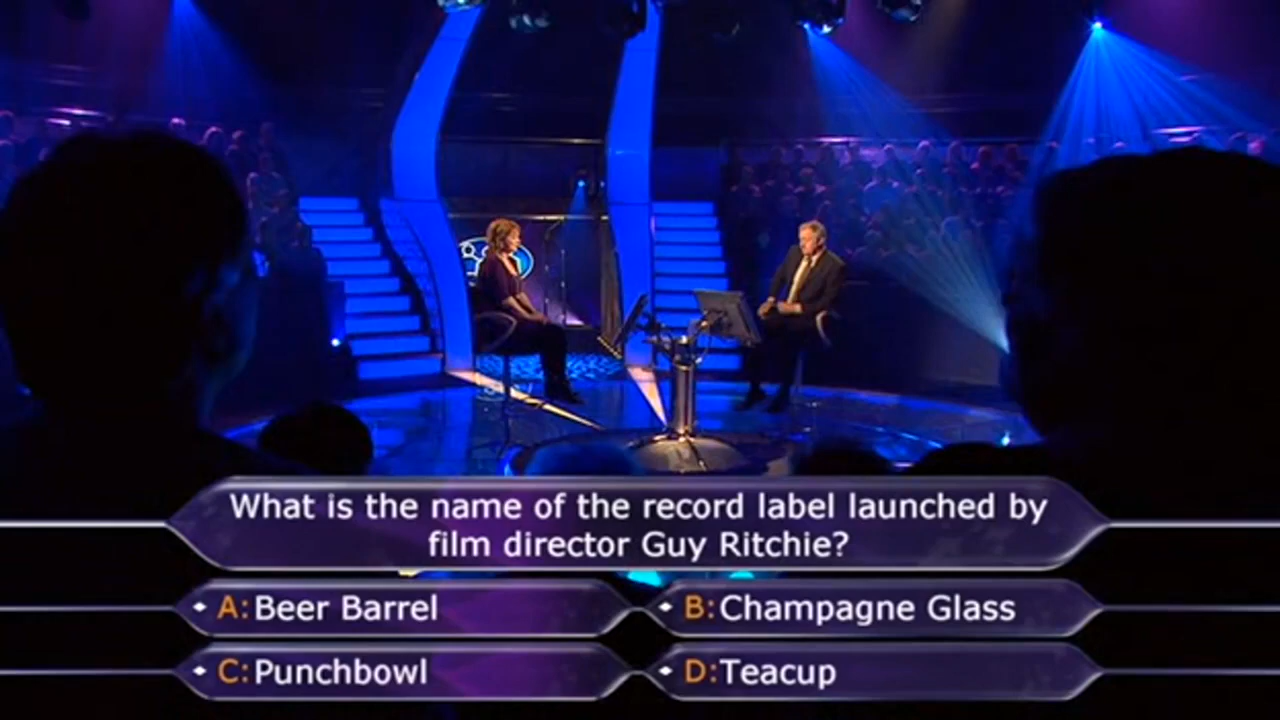 What is the name of the record label launched by
film director Guy Ritchie?
A: Beer Barrel
B: Champagne Glass
C: Punchbowl
D: Teacup